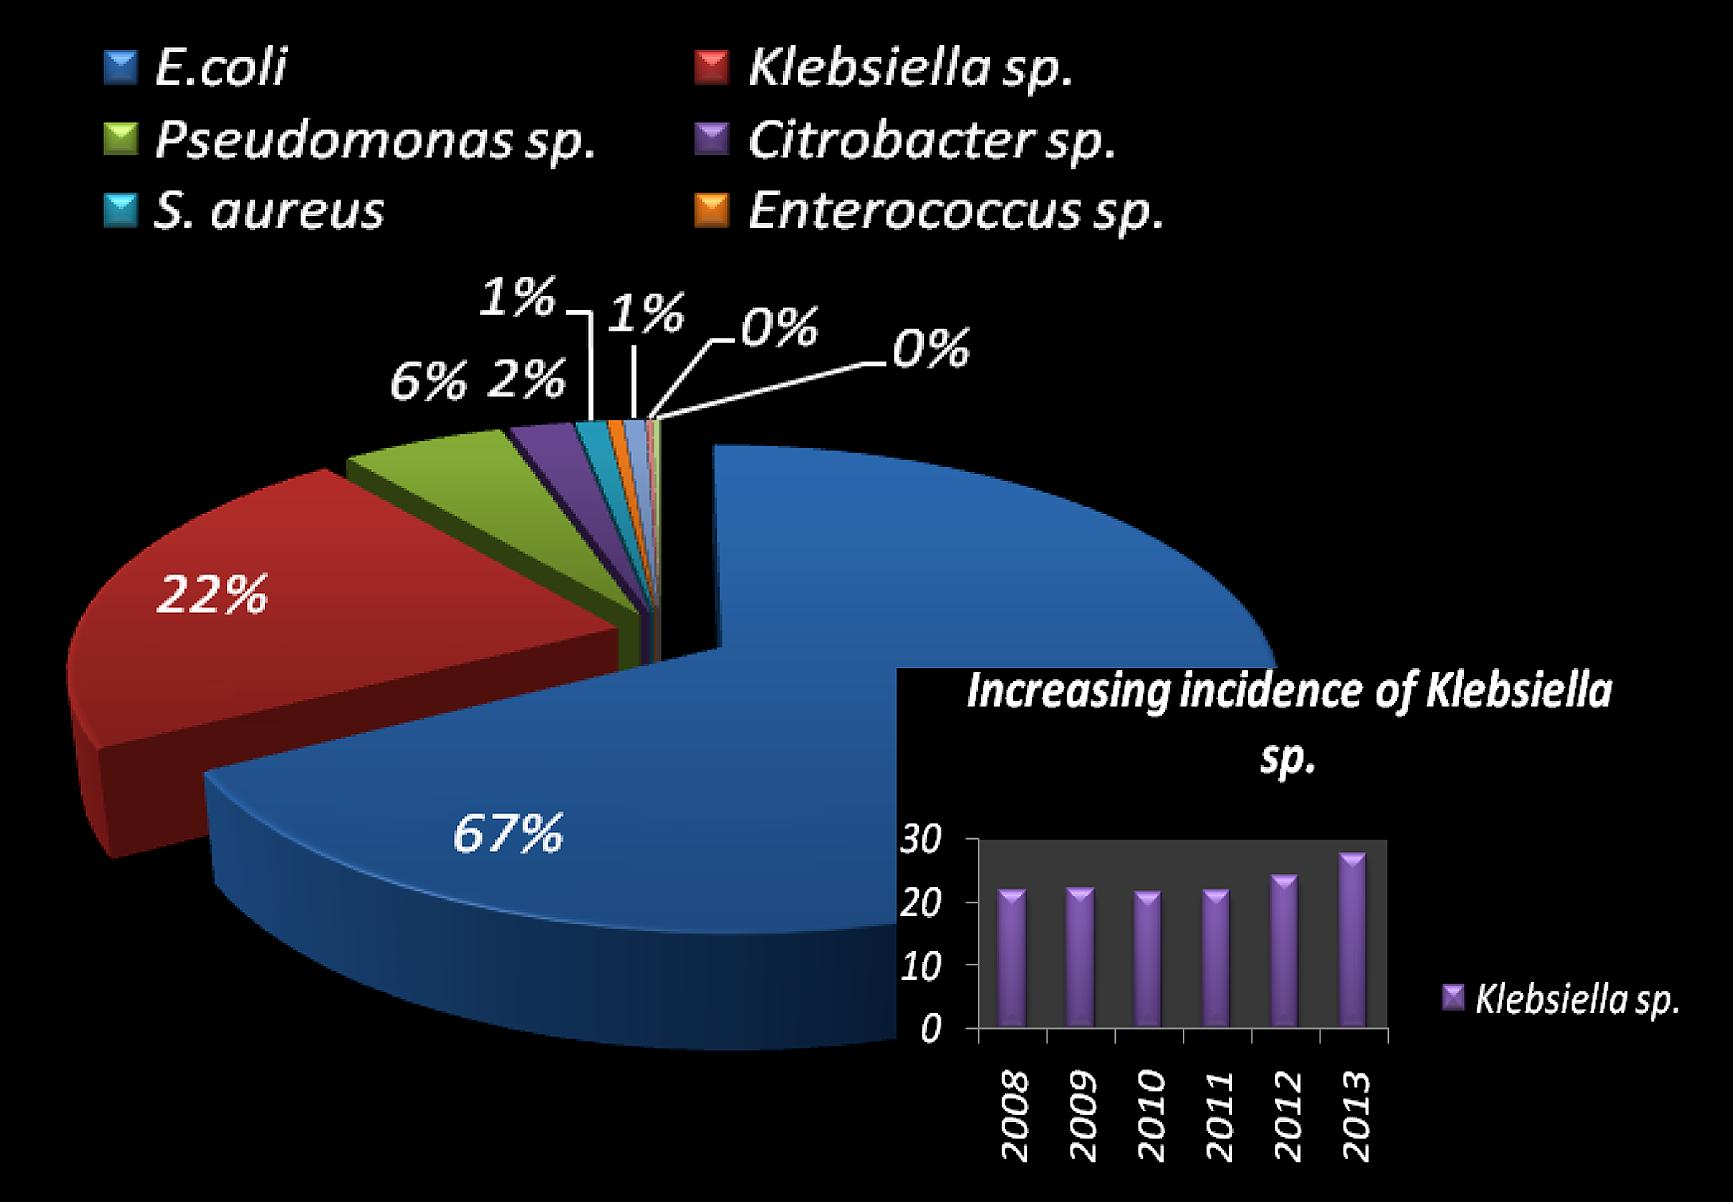 E.coli
Klebsiella sp.
Pseudomonas sp.
Citrobacter sp.
S. aureus
Enterococcus sp.
1%
1%
0%
0%
6%
2%
22%
67%
Increasing incidence of Klebsiella
sp.
30
20
10
0
2008
2009
2010
2011
2012
2013
Klebsiella sp.